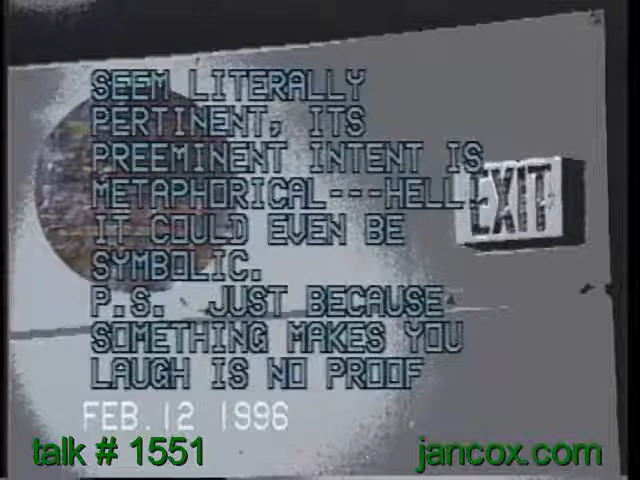 SEEM LITERALLY
PERTINENT, ITS
PREEMINENT INTENT IS
METAPHORICAL---HELL!
IT COULD EVEN BE
SYMBOLIC.
P.S. JUST BECAUSE
SOMETHING MAKES YOU
LAUGH IS NO PROOF
EXIT
FEB.12 1996
talk # 1551
jancox.com